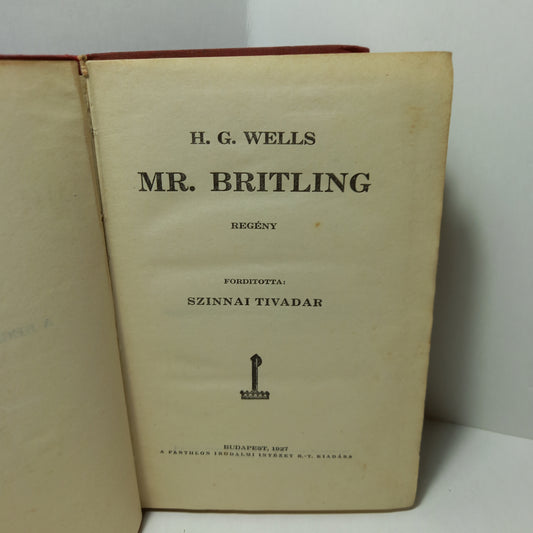 H. G. WELLS
MR. BRITLING
REGÉNY
FORDITOTTA:
SZINNAI TIVADAR
BUDAPEST, 1927
A PANTHEON IRODALMI INTÉZET R.-T. KIADÁSA